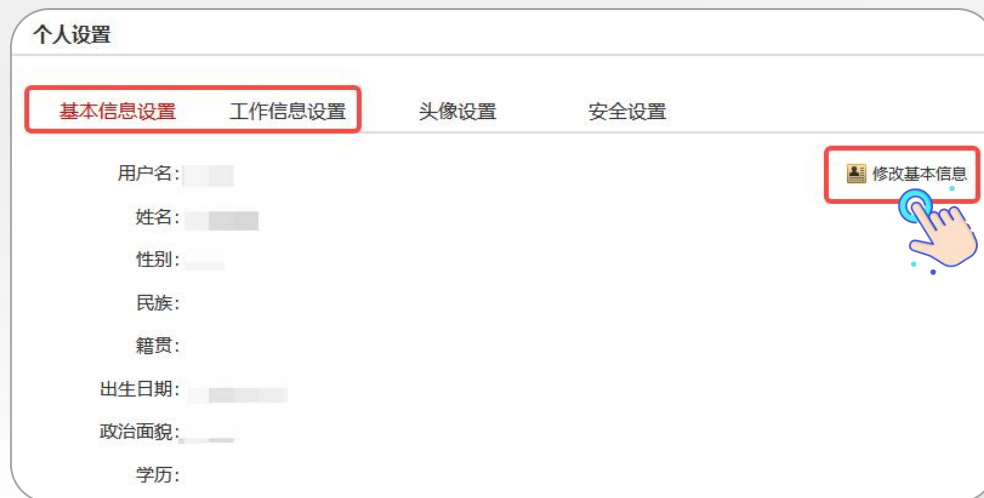 个人设置
基本信息设置 工作信息设置 头像设置 安全设置
用户名: 修改基本信息
姓名:
性别:
民族:
籍贯:
出生日期:
政治面貌:
学历: